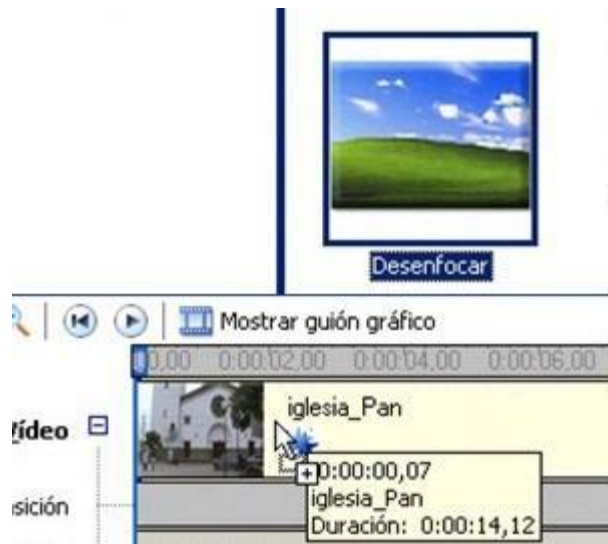 Desenfocar
Mostrar guión gráfico
0,00 0:00:02,00 0:00:04,00 0:00:06,00
iglesia_Pan
Vídeo
0:00:00,07
iglesia_Pan
sición
Duración: 0:00:14,12